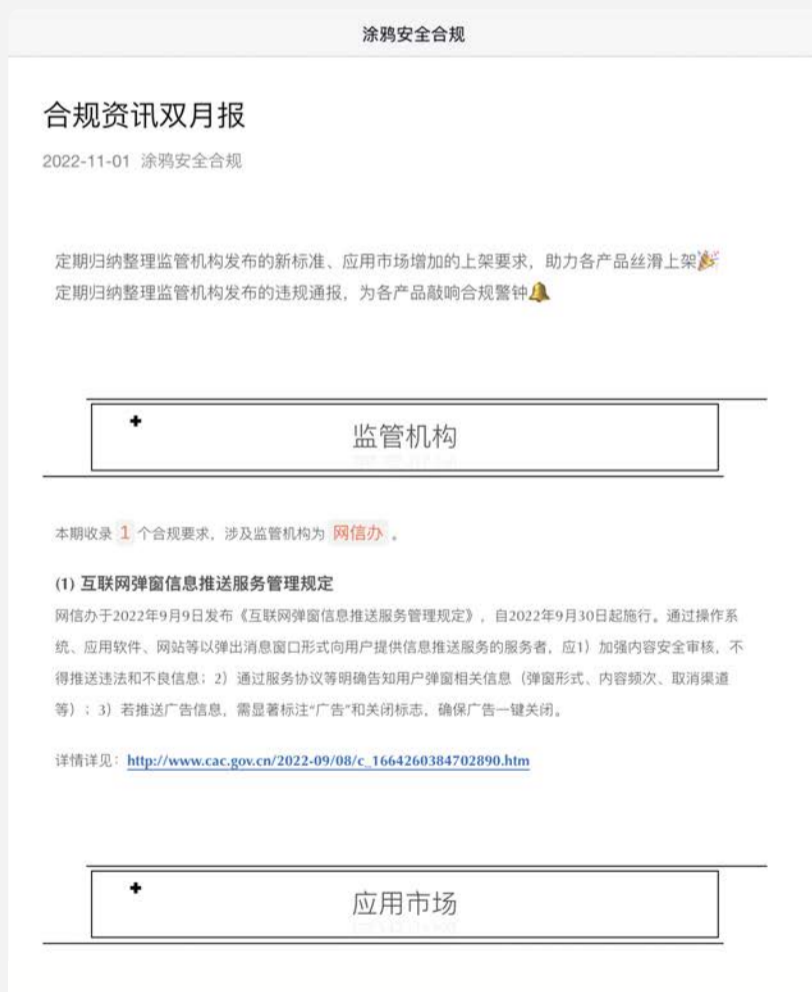 涂鸦安全合规
合规资讯双月报
2022-11-01 涂鸦安全合规
定期归纳整理监管机构发布的新标准、应用市场增加的上架要求，助力各产品丝滑上架🎉
定期归纳整理监管机构发布的违规通报，为各产品敲响合规警钟🔔
监管机构
本期收录 1 个合规要求，涉及监管机构为 网信办 。
(1) 互联网弹窗信息推送服务管理规定
网信办于2022年9月9日发布《互联网弹窗信息推送服务管理规定》，自2022年9月30日起施行。通过操作系
统、应用软件、网站等以弹出消息窗口形式向用户提供信息推送服务的服务者，应1）加强内容安全审核，不
得推送违法和不良信息；2）通过服务协议等明确告知用户弹窗相关信息（弹窗形式、内容频次、取消渠道
等）；3）若推送广告信息，需显著标注“广告”和关闭标志，确保广告一键关闭。
详情详见：http://www.cac.gov.cn/2022-09/08/c_1664260384702890.htm
应用市场